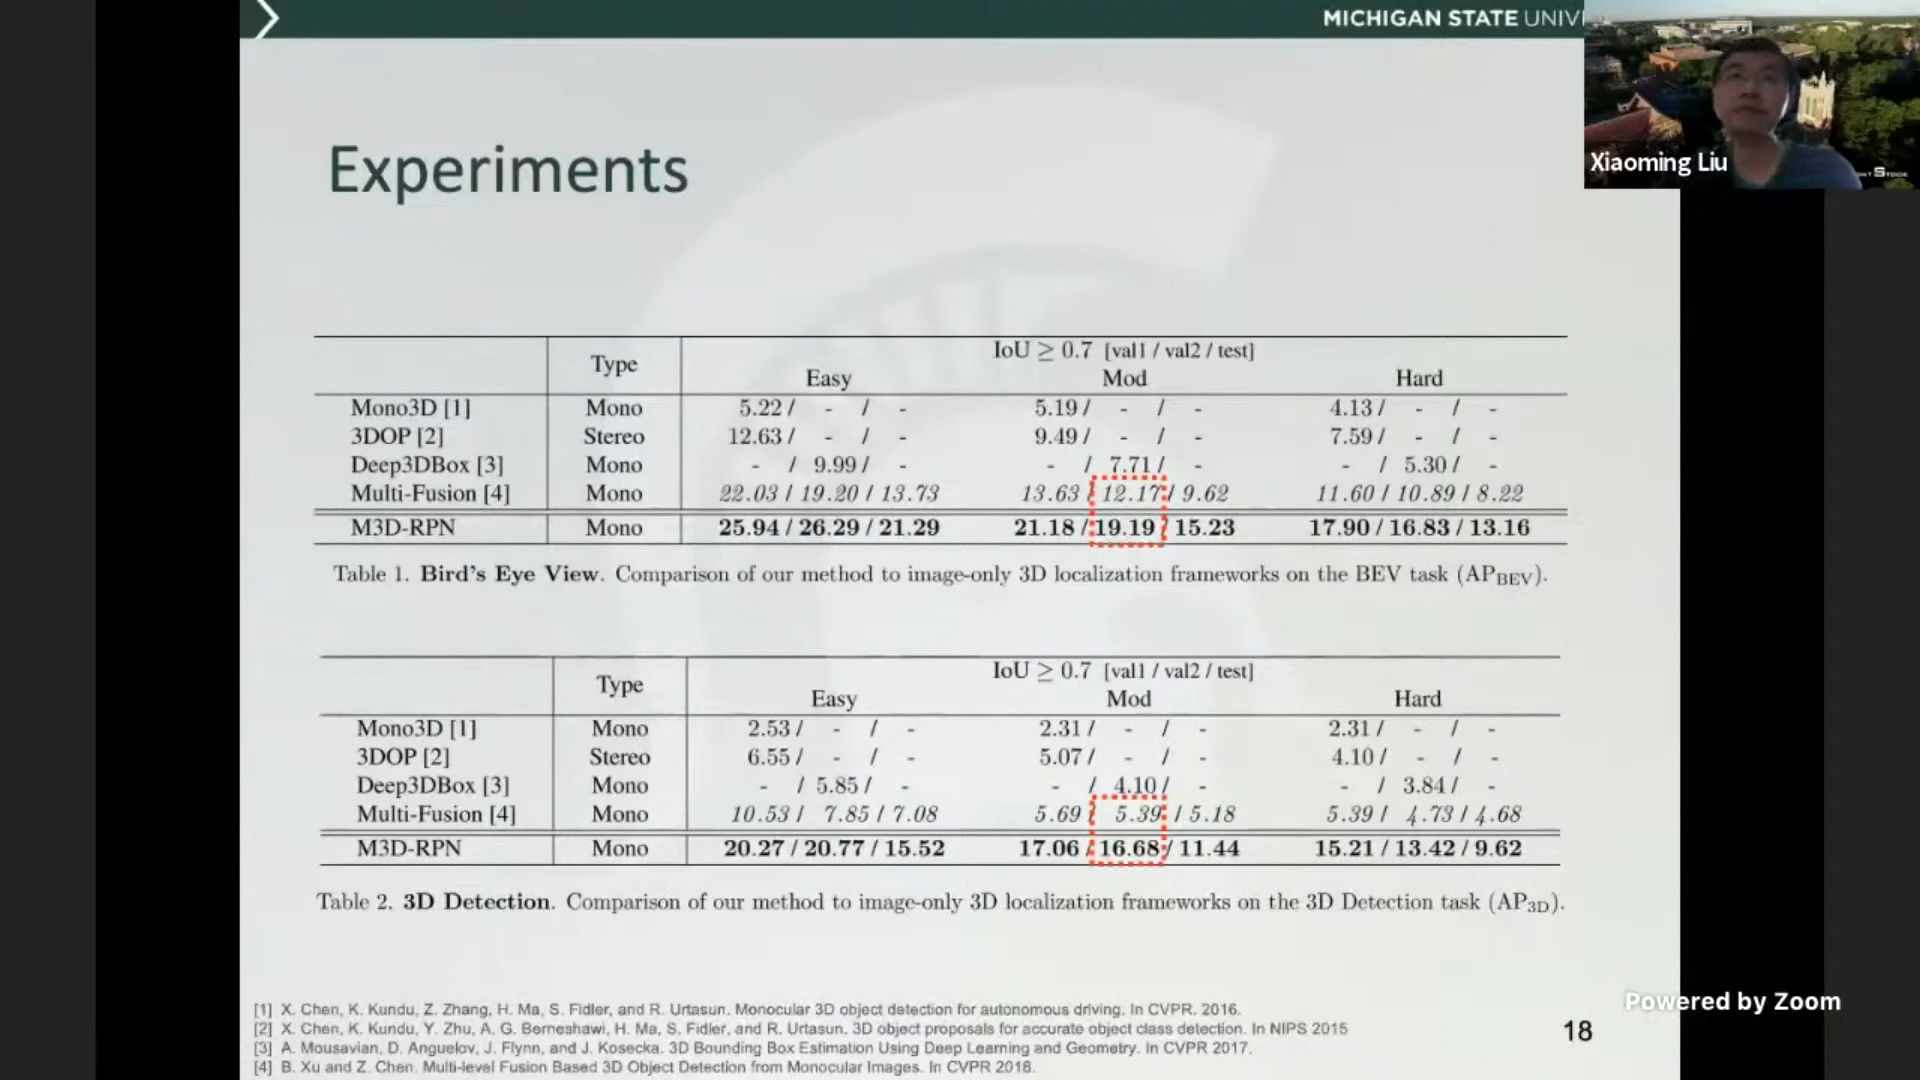 MICHIGAN STATE UNIV
Xiaoming Liu
Experiments
Type IoU ≥ 0.7 [val1 / val2 / test]
Easy Mod Hard
Mono3D [1] Mono 5.22 / - / - 5.19 / - / - 4.13 / - / -
3DOP [2] Stereo 12.63 / - / - 9.49 / - / - 7.59 / - / -
Deep3DBox [3] Mono - / 9.99 / - - / 7.71 / - - / 5.30 / -
Multi-Fusion [4] Mono 22.03 / 19.20 / 13.73 13.63 / 12.17 / 9.62 11.60 / 10.89 / 8.22
M3D-RPN Mono 25.94 / 26.29 / 21.29 21.18 / 19.19 / 15.23 17.90 / 16.83 / 13.16
Table 1. Bird's Eye View. Comparison of our method to image-only 3D localization frameworks on the BEV task (AP_BEV).
Type IoU ≥ 0.7 [val1 / val2 / test]
Easy Mod Hard
Mono3D [1] Mono 2.53 / - / - 2.31 / - / - 2.31 / - / -
3DOP [2] Stereo 6.55 / - / - 5.07 / - / - 4.10 / - / -
Deep3DBox [3] Mono - / 5.85 / - - / 4.10 / - - / 3.84 / -
Multi-Fusion [4] Mono 10.53 / 7.85 / 7.08 5.69 / 5.39 / 5.18 5.39 / 4.73 / 4.68
M3D-RPN Mono 20.27 / 20.77 / 15.52 17.06 / 16.68 / 11.44 15.21 / 13.42 / 9.62
Table 2. 3D Detection. Comparison of our method to image-only 3D localization frameworks on the 3D Detection task (AP_3D).
[1] X. Chen, K. Kundu, Z. Zhang, H. Ma, S. Fidler, and R. Urtasun. Monocular 3D object detection for autonomous driving. In CVPR. 2016.
[2] X. Chen, K. Kundu, Y. Zhu, A. G. Berneshawi, H. Ma, S. Fidler, and R. Urtasun. 3D object proposals for accurate object class detection. In NIPS 2015
[3] A. Mousavian, D. Anguelov, J. Flynn, and J. Kosecka. 3D Bounding Box Estimation Using Deep Learning and Geometry. In CVPR 2017.
[4] B. Xu and Z. Chen. Multi-level Fusion Based 3D Object Detection from Monocular Images. In CVPR 2018.
18
Powered by Zoom